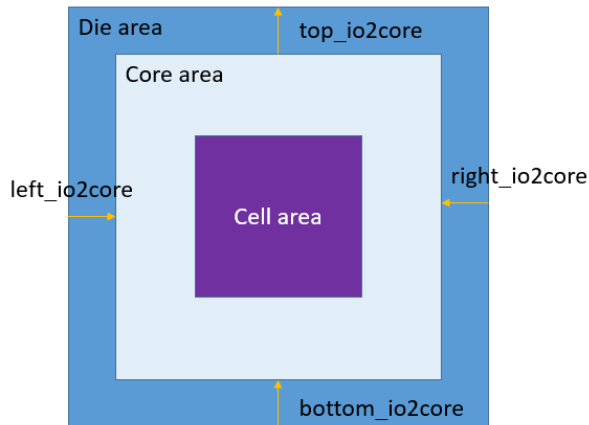 Die area
top_io2core
Core area
right_io2core
left_io2core
Cell area
bottom_io2core